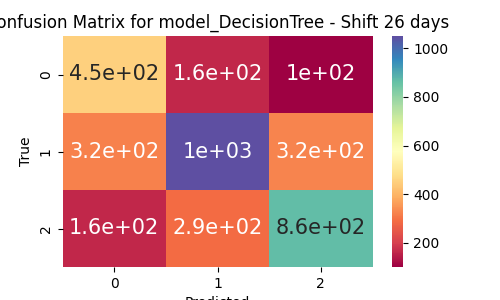 onfusion Matrix for model_DecisionTree - Shift 26 days
0 4.5e+02 1.6e+02 1e+02
1 3.2e+02 1e+03 3.2e+02
2 1.6e+02 2.9e+02 8.6e+02
True
0 1 2
Predicted
1000
800
600
400
200